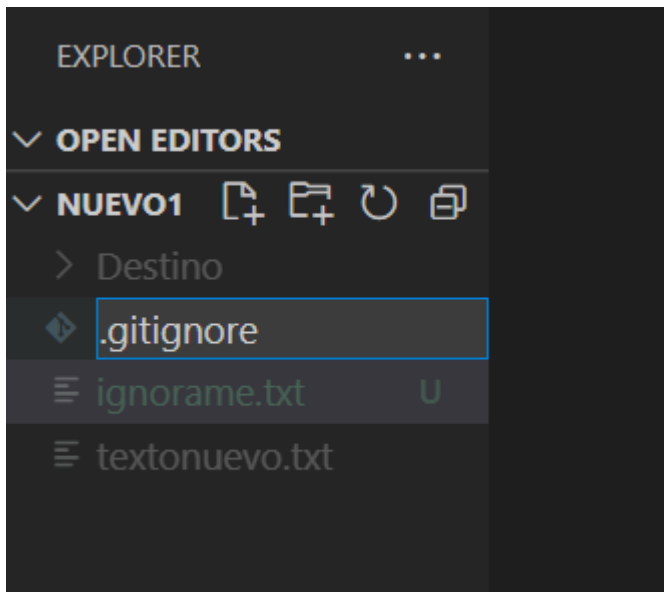 EXPLORER
OPEN EDITORS
NUEVO1
Destino
.gitignore
ignorame.txt U
textonuevo.txt